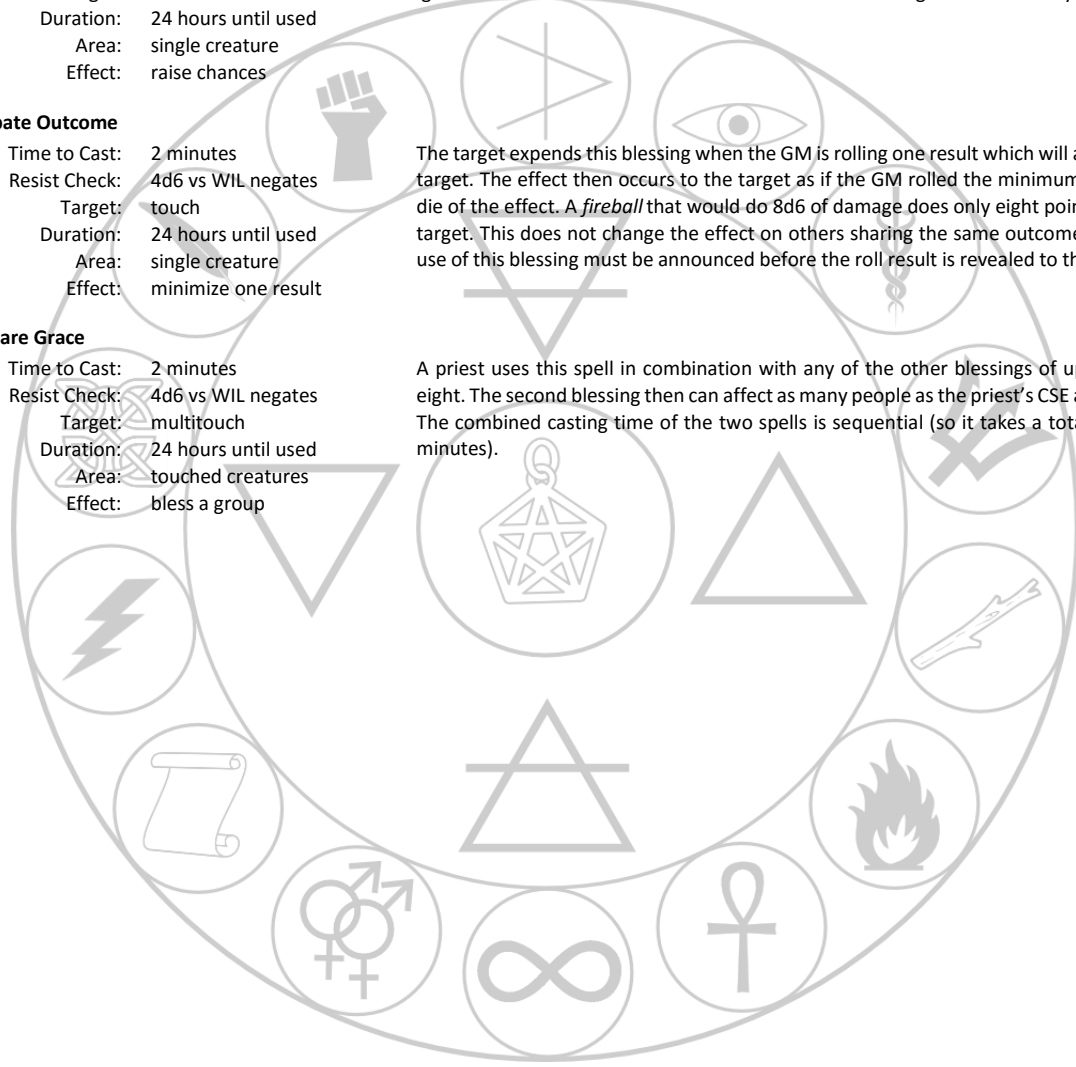 Duration: 24 hours until used
Area: single creature
Effect: raise chances
Outcome
Time to Cast: 2 minutes
Resist Check: 4d6 vs WIL negates
Target: touch
Duration: 24 hours until used
Area: single creature
Effect: minimize one result
The target expends this blessing when the GM is rolling one result which will
target. The effect then occurs to the target as if the GM rolled the minimum
die of the effect. A fireball that would do 8d6 of damage does only eight
target. This does not change the effect on others sharing the same outcome
use of this blessing must be announced before the roll result is revealed to
Grace
Time to Cast: 2 minutes
Resist Check: 4d6 vs WIL negates
Target: multitouch
Duration: 24 hours until used
Area: touched creatures
Effect: bless a group
A priest uses this spell in combination with any of the other blessings of
eight. The second blessing then can affect as many people as the priest's CSE
The combined casting time of the two spells is sequential (so it takes a
minutes).